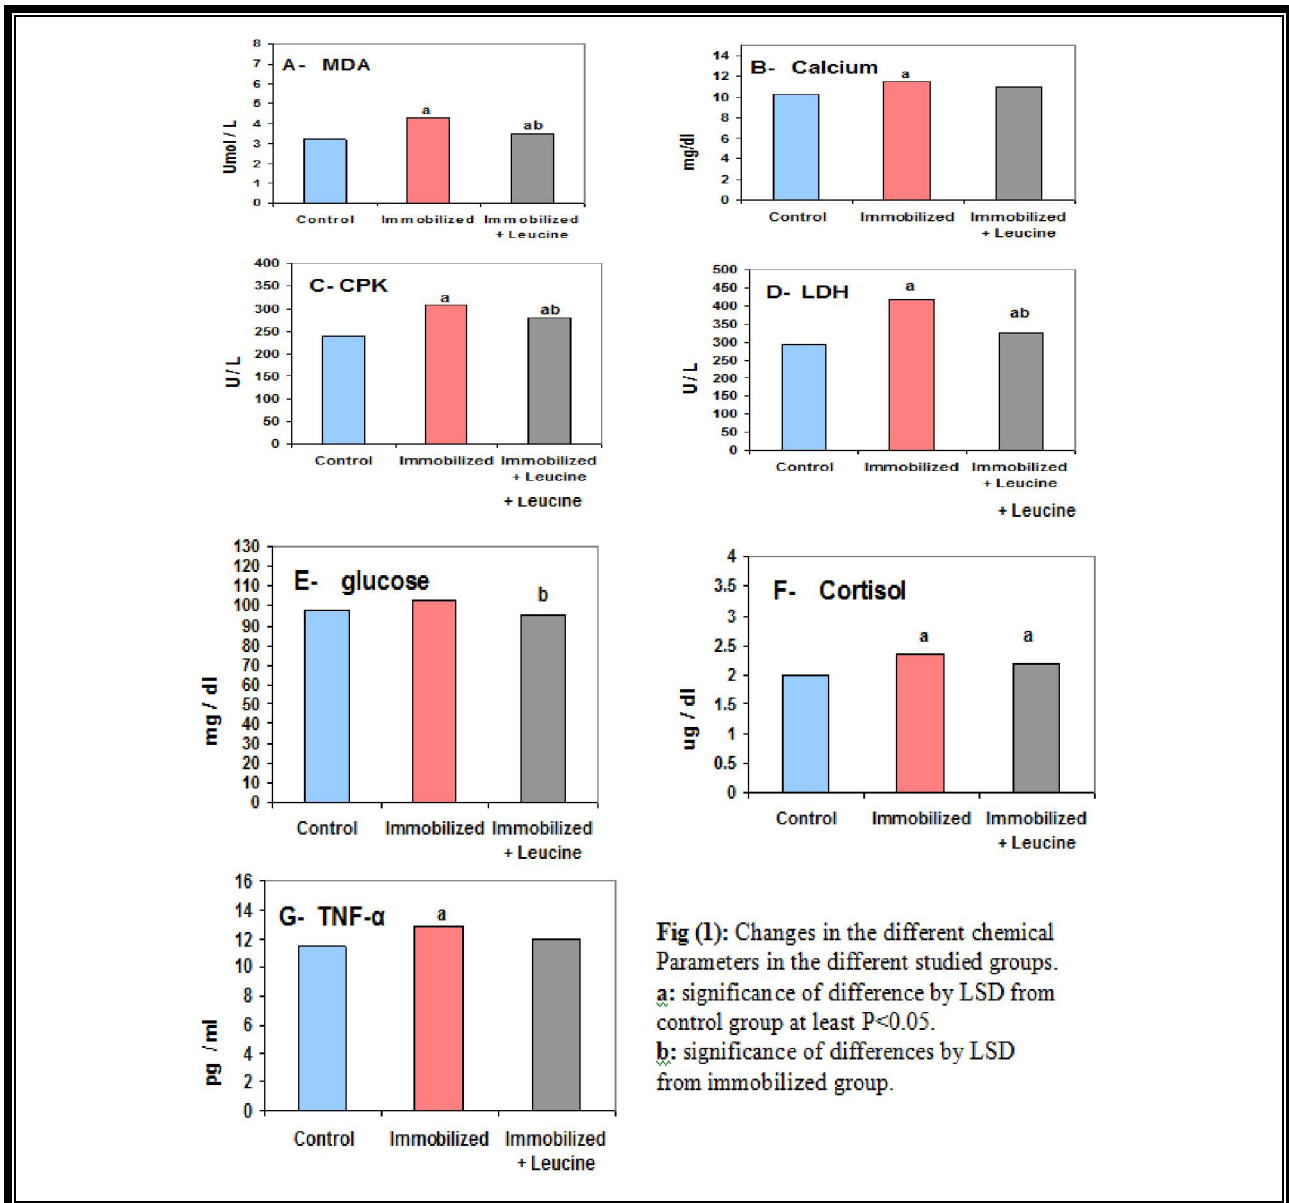 A- MDA
8
7
6
5
4
3
2
1
0
Umol / L
a
ab
Control Immobilized Immobilized
+ Leucine
B- Calcium
14
12
10
8
6
4
2
0
mg/dl
a
Control Immobilized Immobilized
+ Leucine
C- CPK
400
350
300
250
200
150
100
50
0
U / L
a
ab
Control Immobilized Immobilized
+ Leucine
+ Leucine
D- LDH
500
450
400
350
300
250
200
150
100
50
0
U / L
a
ab
Control Immobilized Immobilized
+ Leucine
+ Leucine
E- glucose
130
120
110
100
90
80
70
60
50
40
30
20
10
0
mg / dl
b
Control Immobilized Immobilized
+ Leucine
F- Cortisol
4
3.5
3
2.5
2
1.5
1
0.5
0
ug / dl
a
a
Control Immobilized Immobilized
+ Leucine
G- TNF-α
16
14
12
10
8
6
4
2
0
pg /ml
a
Control Immobilized Immobilized
+ Leucine
Fig (1): Changes in the different chemical
Parameters in the different studied groups.
a: significance of difference by LSD from
control group at least P<0.05.
b: significance of differences by LSD
from immobilized group.